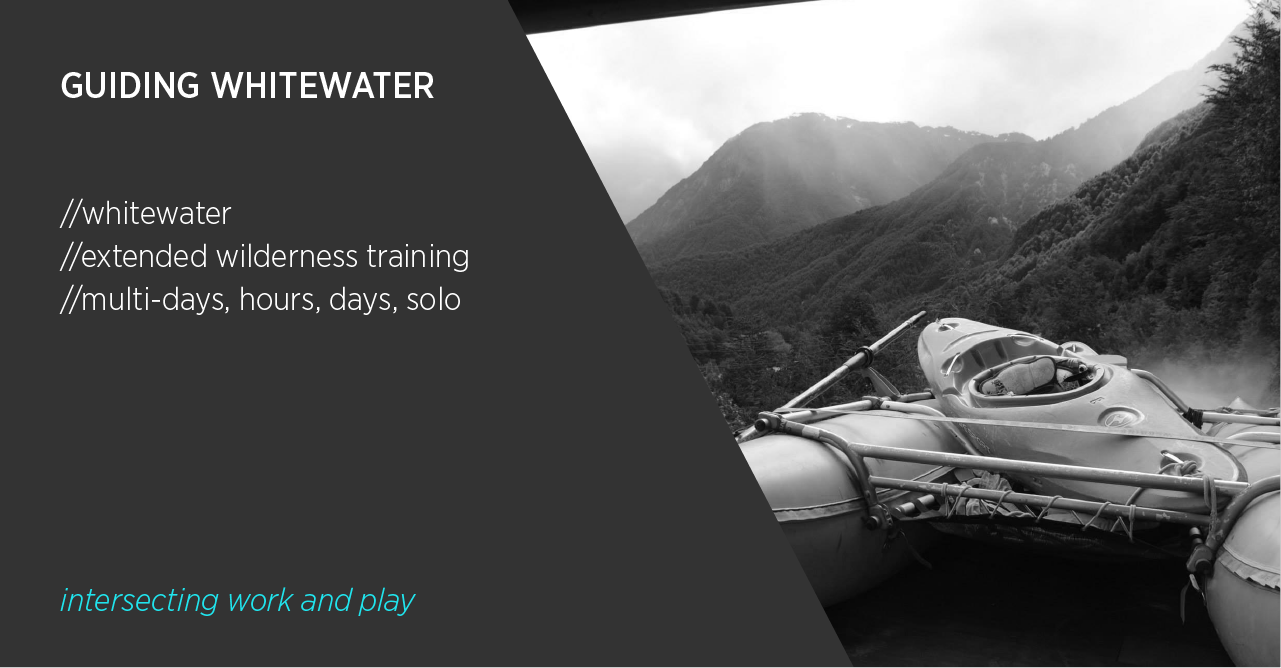 GUIDING WHITEWATER
//whitewater
//extended wilderness training
//multi-days, hours, days, solo
intersecting work and play